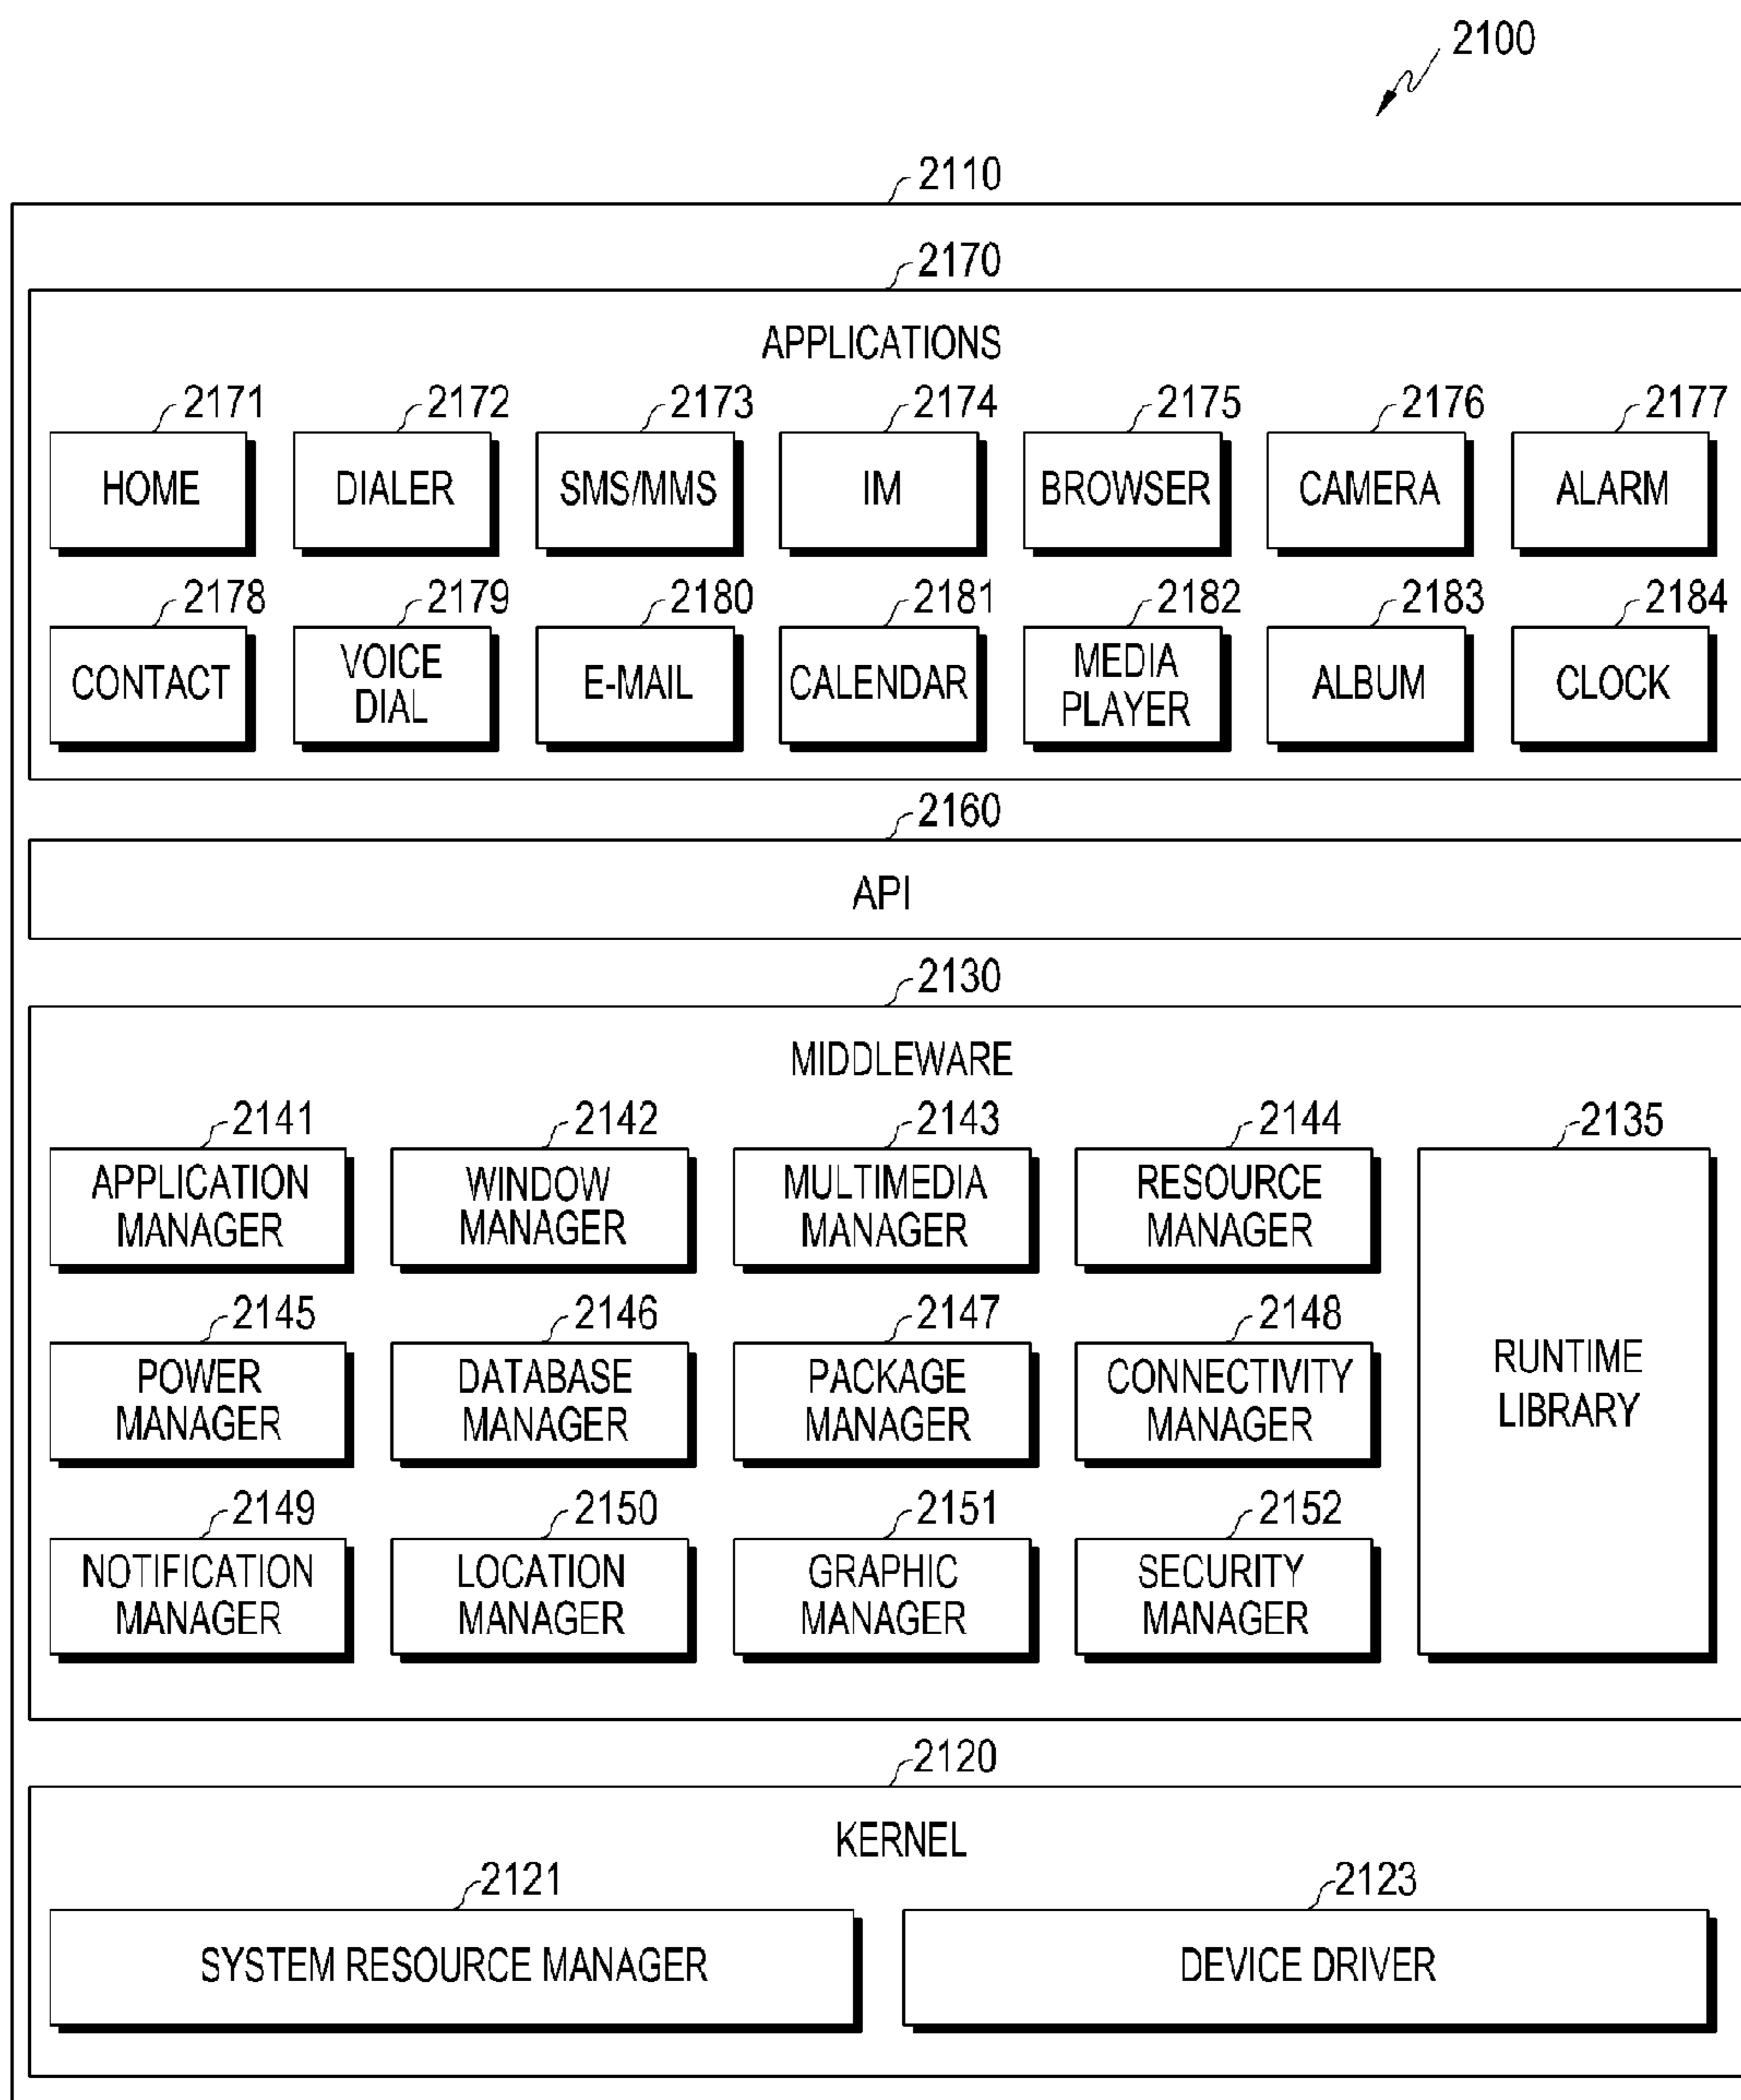 2100
2110
2170
APPLICATIONS
2171 2172 2173 2174 2175 2176 2177
HOME DIALER SMS/MMS IM BROWSER CAMERA ALARM
2178 2179 2180 2181 2182 2183 2184
CONTACT VOICE DIAL E-MAIL CALENDAR MEDIA PLAYER ALBUM CLOCK
2160
API
2130
MIDDLEWARE
2141 2142 2143 2144 2135
APPLICATION MANAGER WINDOW MANAGER MULTIMEDIA MANAGER RESOURCE MANAGER
2145 2146 2147 2148
POWER MANAGER DATABASE MANAGER PACKAGE MANAGER CONNECTIVITY MANAGER RUNTIME LIBRARY
2149 2150 2151 2152
NOTIFICATION MANAGER LOCATION MANAGER GRAPHIC MANAGER SECURITY MANAGER
2120
KERNEL
2121 2123
SYSTEM RESOURCE MANAGER DEVICE DRIVER